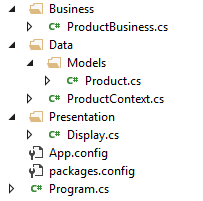 Business
C# ProductBusiness.cs
Data
Models
C# Product.cs
C# ProductContext.cs
Presentation
C# Display.cs
App.config
packages.config
C# Program.cs